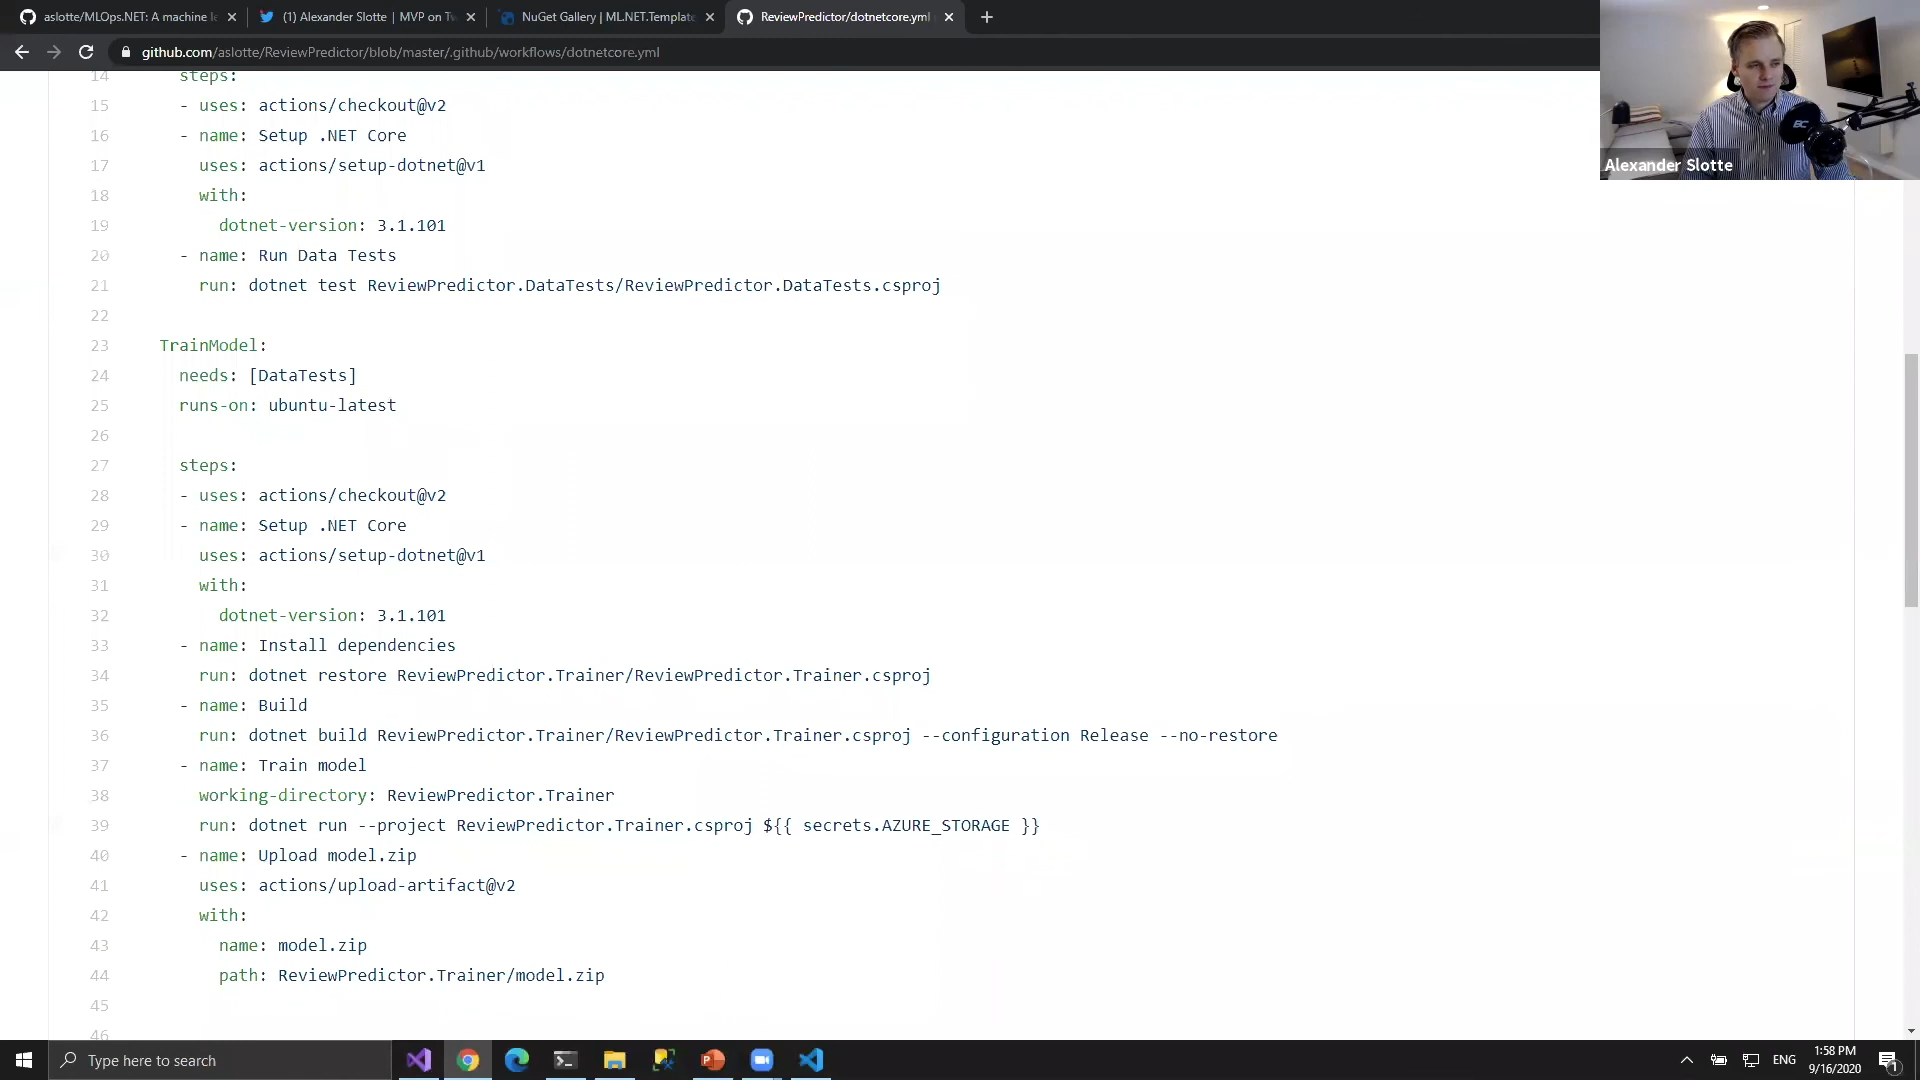 aslotte/MLOps.NET: A machine le
(1) Alexander Slotte | MVP on Tw
NuGet Gallery | ML.NET.Template
ReviewPredictor/dotnetcore.yml
github.com/aslotte/ReviewPredictor/blob/master/.github/workflows/dotnetcore.yml
Alexander Slotte
14 steps:
15 - uses: actions/checkout@v2
16 - name: Setup .NET Core
17 uses: actions/setup-dotnet@v1
18 with:
19 dotnet-version: 3.1.101
20 - name: Run Data Tests
21 run: dotnet test ReviewPredictor.DataTests/ReviewPredictor.DataTests.csproj
22
23 TrainModel:
24 needs: [DataTests]
25 runs-on: ubuntu-latest
26
27 steps:
28 - uses: actions/checkout@v2
29 - name: Setup .NET Core
30 uses: actions/setup-dotnet@v1
31 with:
32 dotnet-version: 3.1.101
33 - name: Install dependencies
34 run: dotnet restore ReviewPredictor.Trainer/ReviewPredictor.Trainer.csproj
35 - name: Build
36 run: dotnet build ReviewPredictor.Trainer/ReviewPredictor.Trainer.csproj --configuration Release --no-restore
37 - name: Train model
38 working-directory: ReviewPredictor.Trainer
39 run: dotnet run --project ReviewPredictor.Trainer.csproj ${{ secrets.AZURE_STORAGE }}
40 - name: Upload model.zip
41 uses: actions/upload-artifact@v2
42 with:
43 name: model.zip
44 path: ReviewPredictor.Trainer/model.zip
45
46
Type here to search
ENG
1:58 PM
9/16/2020
1